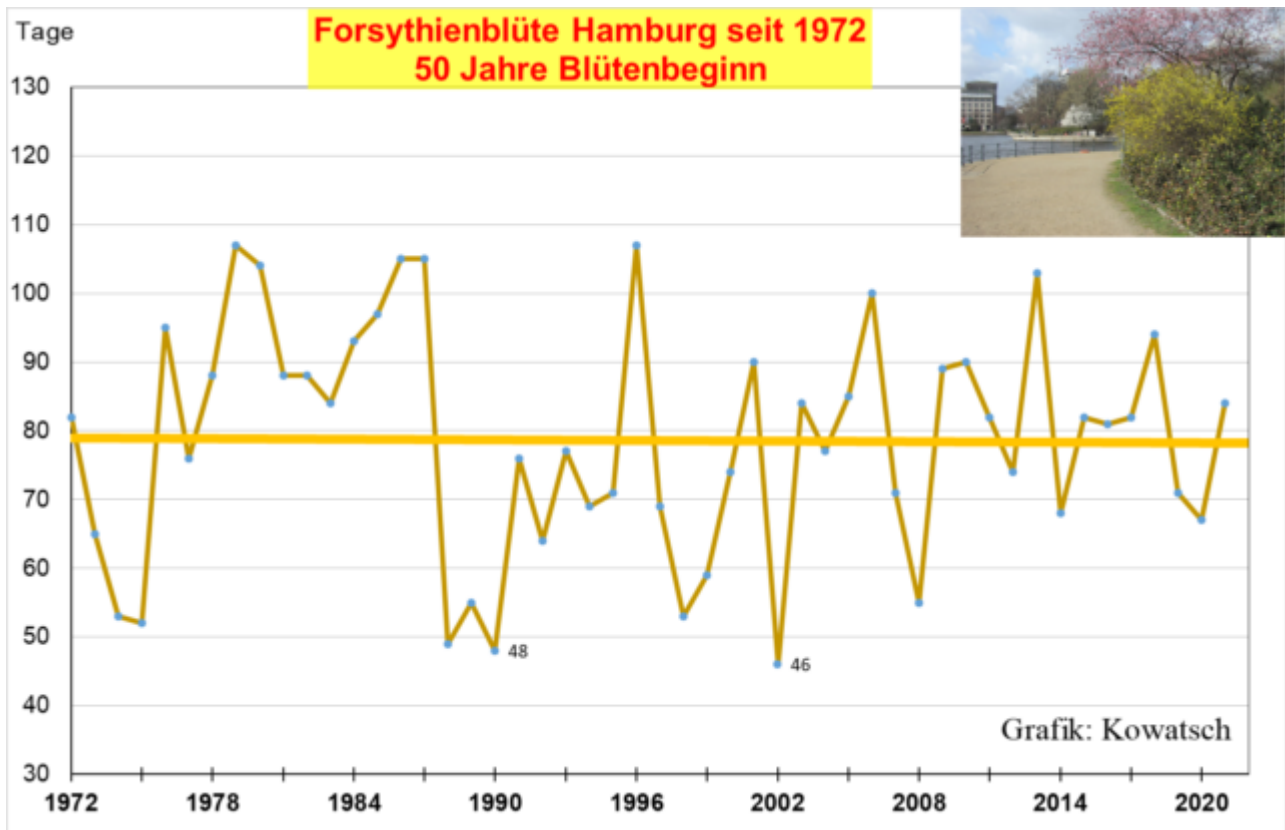 Tage
Forsythienblüte Hamburg seit 1972
50 Jahre Blütenbeginn
130
120
110
100
90
80
70
60
50
40
30
48
46
Grafik: Kowatsch
1972 1978 1984 1990 1996 2002 2008 2014 2020